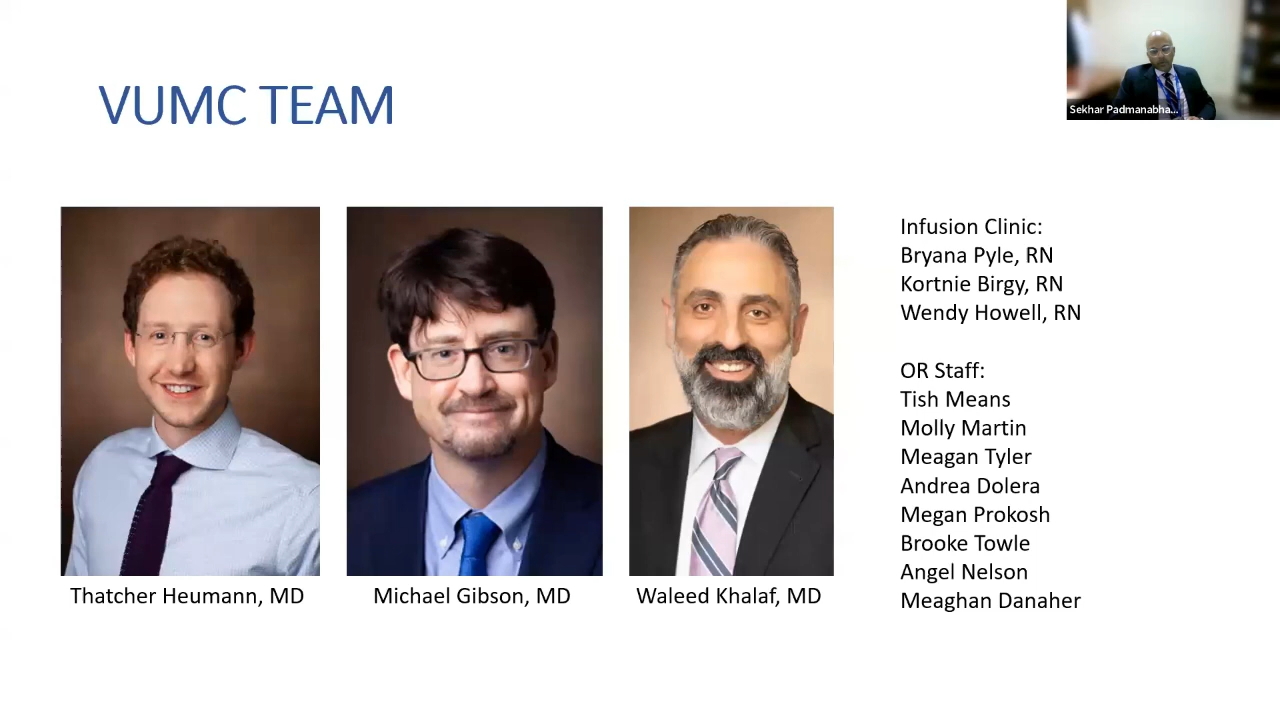 VUMC TEAM
Sekhar Padmanabha...
Infusion Clinic:
Bryana Pyle, RN
Kortnie Birgy, RN
Wendy Howell, RN
OR Staff:
Tish Means
Molly Martin
Meagan Tyler
Andrea Dolera
Megan Prokosh
Brooke Towle
Angel Nelson
Meaghan Danaher
Thatcher Heumann, MD
Michael Gibson, MD
Waleed Khalaf, MD